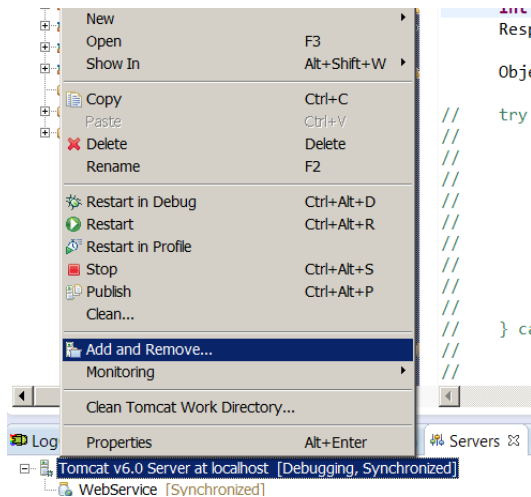 int
New
Resp
Open F3
Show In Alt+Shift+W
Obje
Copy Ctrl+C
Paste Ctrl+V
// try
Delete Delete
//
Rename F2
//
//
Restart in Debug Ctrl+Alt+D
//
Restart Ctrl+Alt+R
//
Restart in Profile
//
Stop Ctrl+Alt+S
//
Publish Ctrl+Alt+P
//
Clean...
//
// } ca
Add and Remove...
//
Monitoring
//
Clean Tomcat Work Directory...
Log
Properties Alt+Enter
Servers
Tomcat v6.0 Server at localhost [Debugging, Synchronized]
WebService [Synchronized]